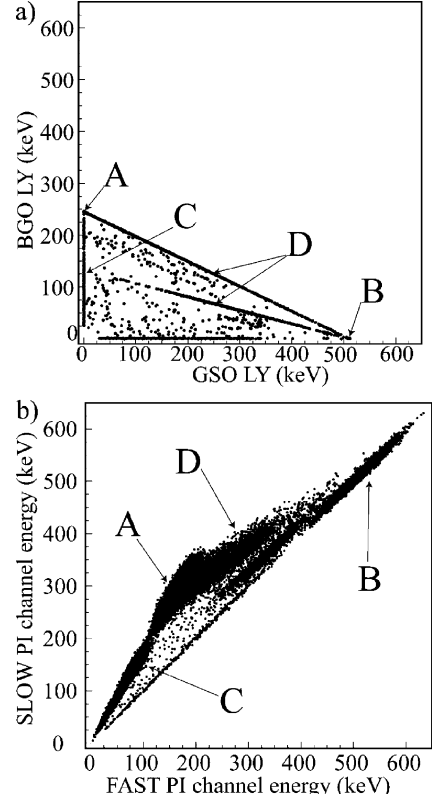 a)
BGO LY (keV)
600
500
400
300
200
100
0
A
C
D
B
0 100 200 300 400 500 600
GSO LY (keV)
b)
SLOW PI channel energy (keV)
600
500
400
300
200
100
0
D
A
B
C
0 100 200 300 400 500 600
FAST PI channel energy (keV)